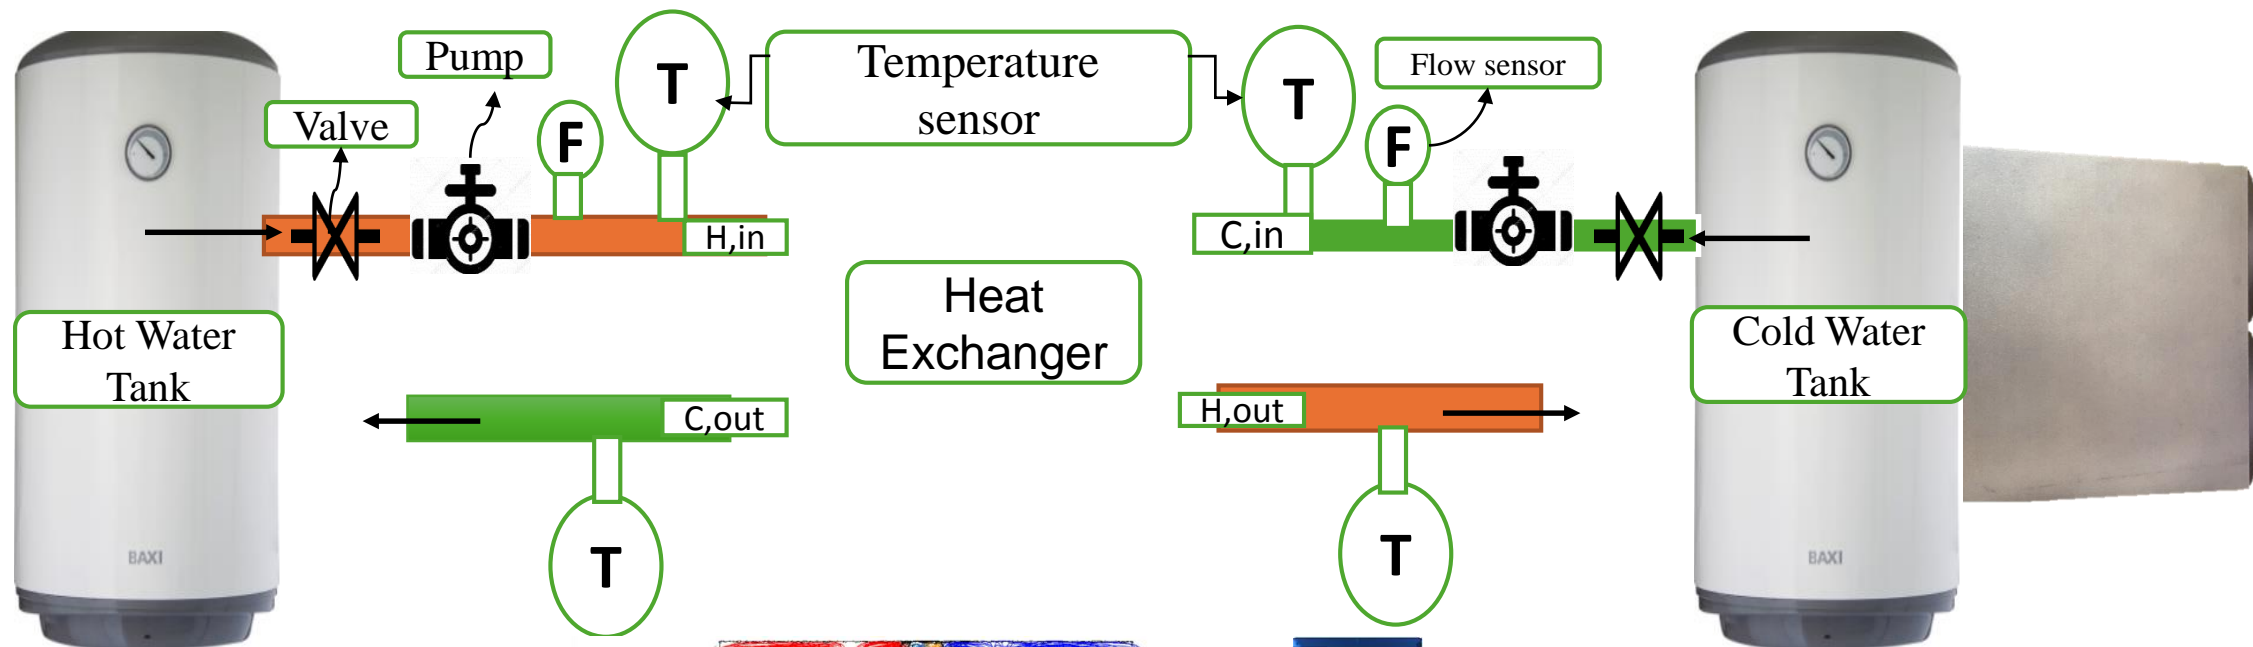 Pump
Temperature
sensor
Flow sensor
Valve
F
T
T
F
H,in
C,in
Heat
Exchanger
Hot Water
Tank
Cold Water
Tank
C,out
H,out
T
T
BAXI
BAXI